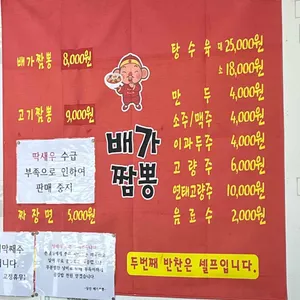 배가짬뽕 8,000원
고기짬뽕 9,000원
막새우 수급
부족으로 인하여
판매 중지
짜장면 5,000원
배가
짬뽕
탕수육 대 25,000원
소 18,000원
만두 4,000원
소주/맥주 4,000원
이과두주 4,000원
고량주 6,000원
연태고량주 10,000원
음료수 2,000원
두번째 반찬은 셀프입니다.